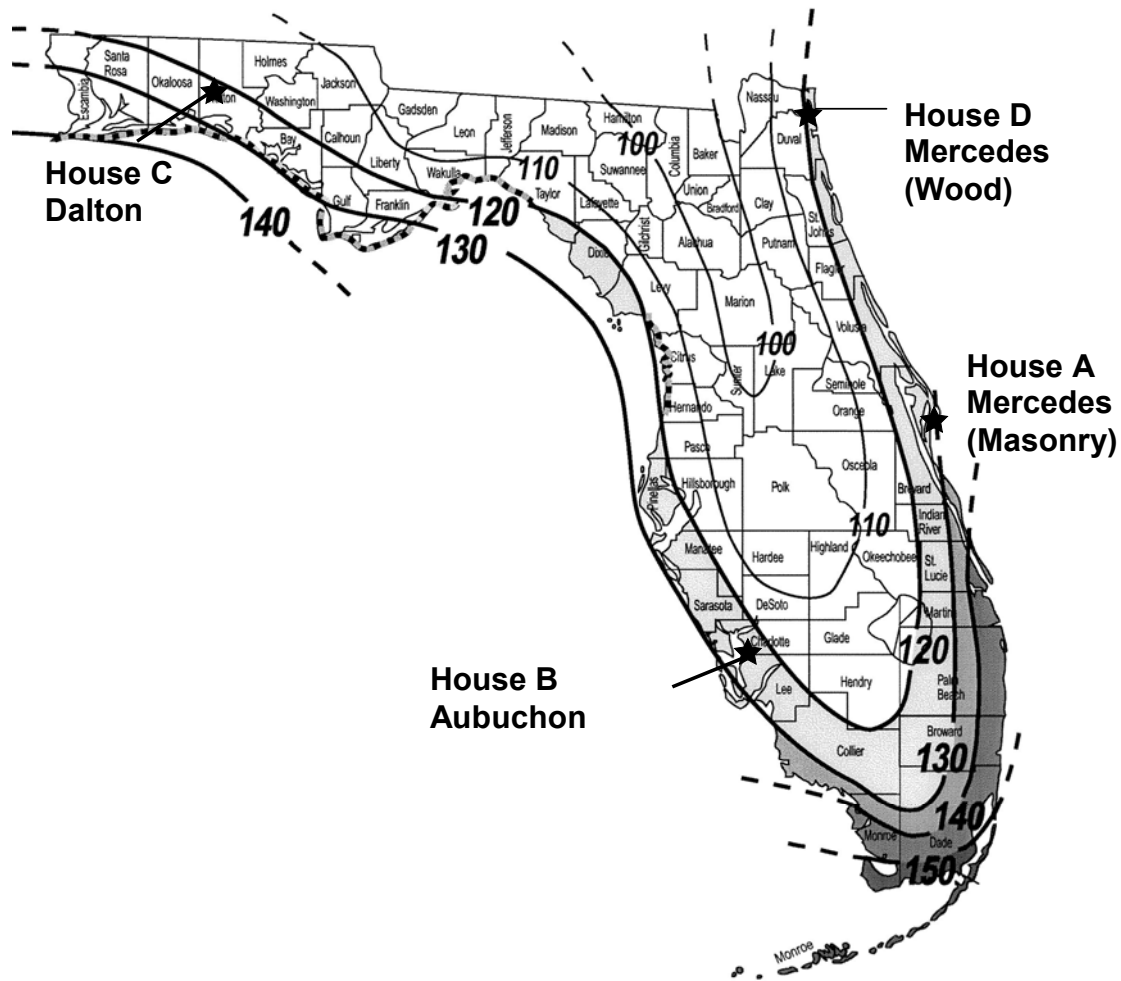 Santa
Rosa
Escambia
Okaloosa
Holmes
Jackson
Washington
Bay
Calhoun
Gadsden
Liberty
Gulf
Franklin
Leon
Wakulla
Jefferson
Madison
Taylor
Hamilton
Suwannee
Lafayette
Columbia
Baker
Union
Bradford
Nassau
Duval
Clay
St.
Johns
Putnam
Flagler
Alachua
Gilchrist
Dixie
Levy
Marion
Volusia
Citrus
Sumter
Lake
Hernando
Seminole
Orange
Pasco
Pinellas
Hillsborough
Polk
Osceola
Brevard
Indian
River
Manatee
Hardee
Highland
Okeechobee
St.
Lucie
Sarasota
DeSoto
Martin
Charlotte
Glade
Lee
Hendry
Palm
Beach
Collier
Broward
Monroe
Dade
Monroe
100
100
110
110
120
120
130
130
140
140
150
House C
Dalton
House D
Mercedes
(Wood)
House A
Mercedes
(Masonry)
House B
Aubuchon